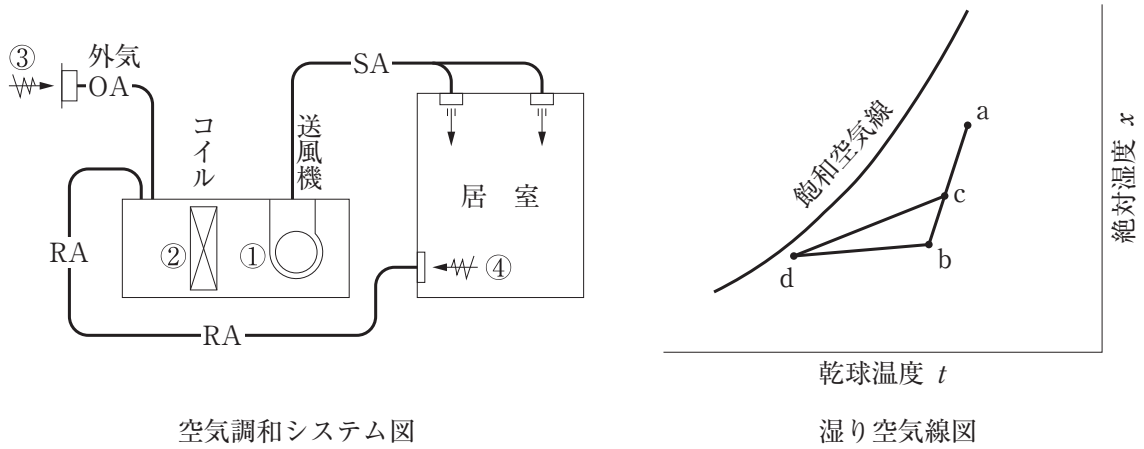 ③
外気
OA
コイル
送風機
SA
居 室
RA
②
①
④
RA
空気調和システム図
飽和空気線
a
c
b
d
絶対湿度 x
乾球温度 t
湿り空気線図